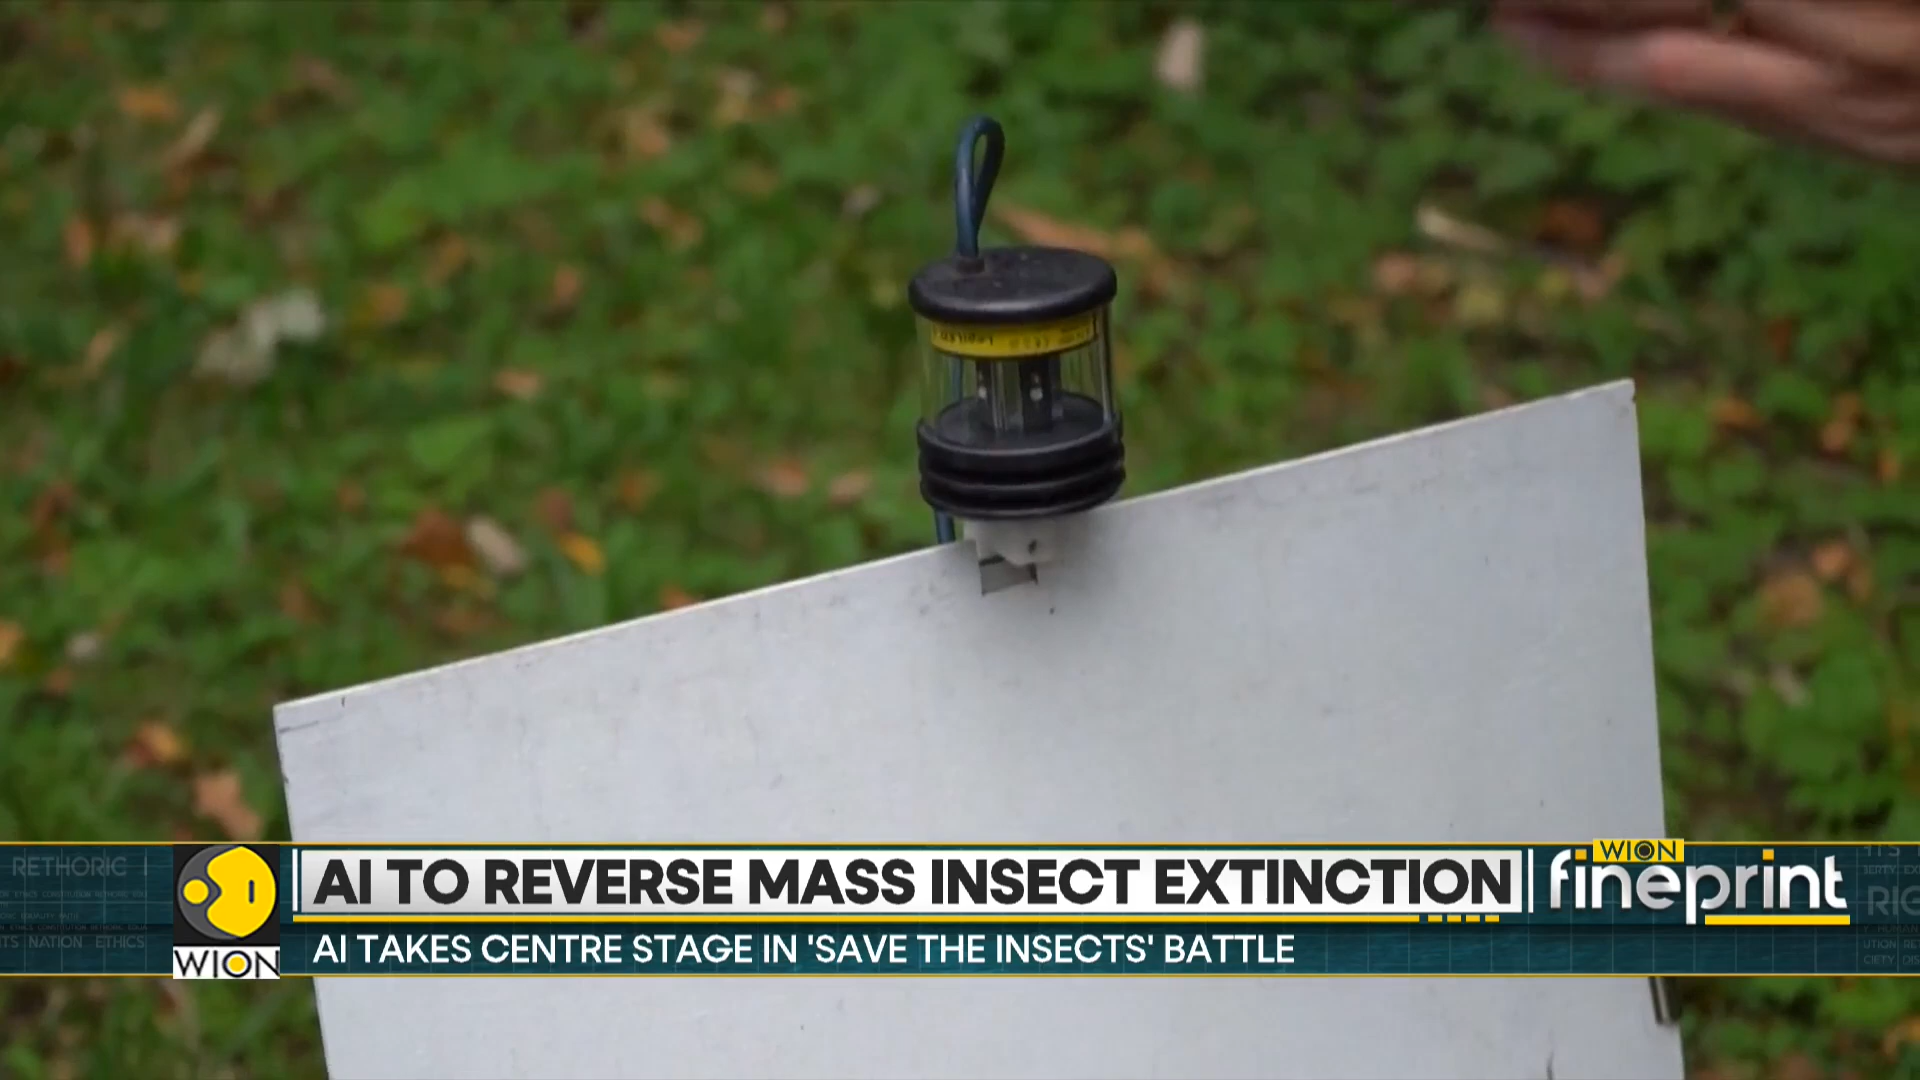 AI TO REVERSE MASS INSECT EXTINCTION
AI TAKES CENTRE STAGE IN 'SAVE THE INSECTS' BATTLE
WION
WION
fineprint
RETHORIC
NATION ETHICS